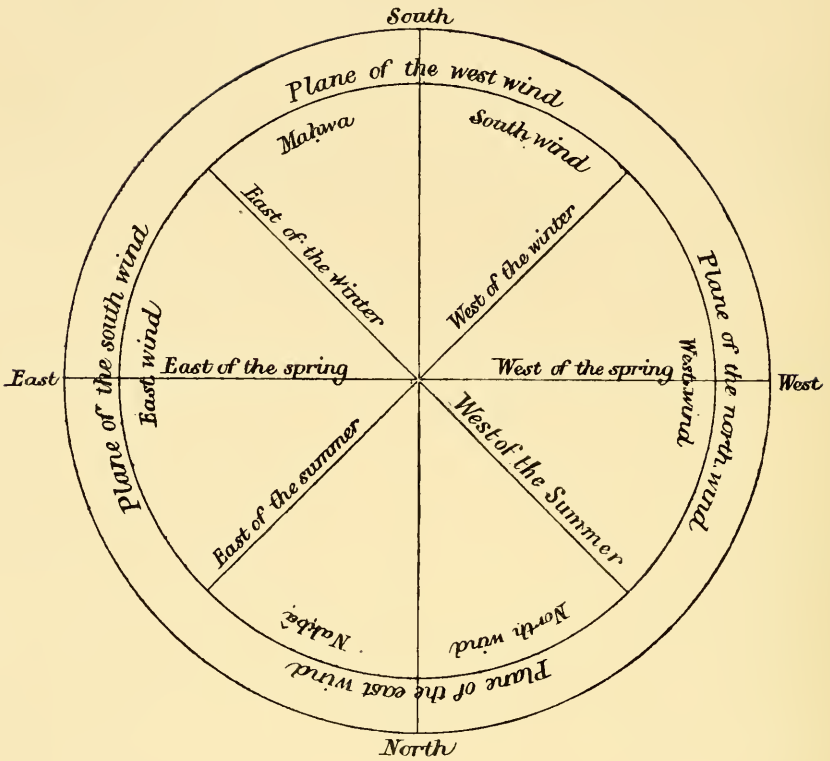 South
Plane of the west wind
Maḥwa
South wind
East of the winter
West of the winter
Plane of the south wind
East wind
Plane of the north wind
West wind
East of the spring
West of the spring
East
West
East of the summer
West of the Summer
Nakbâ
North wind
Plane of the east wind
North